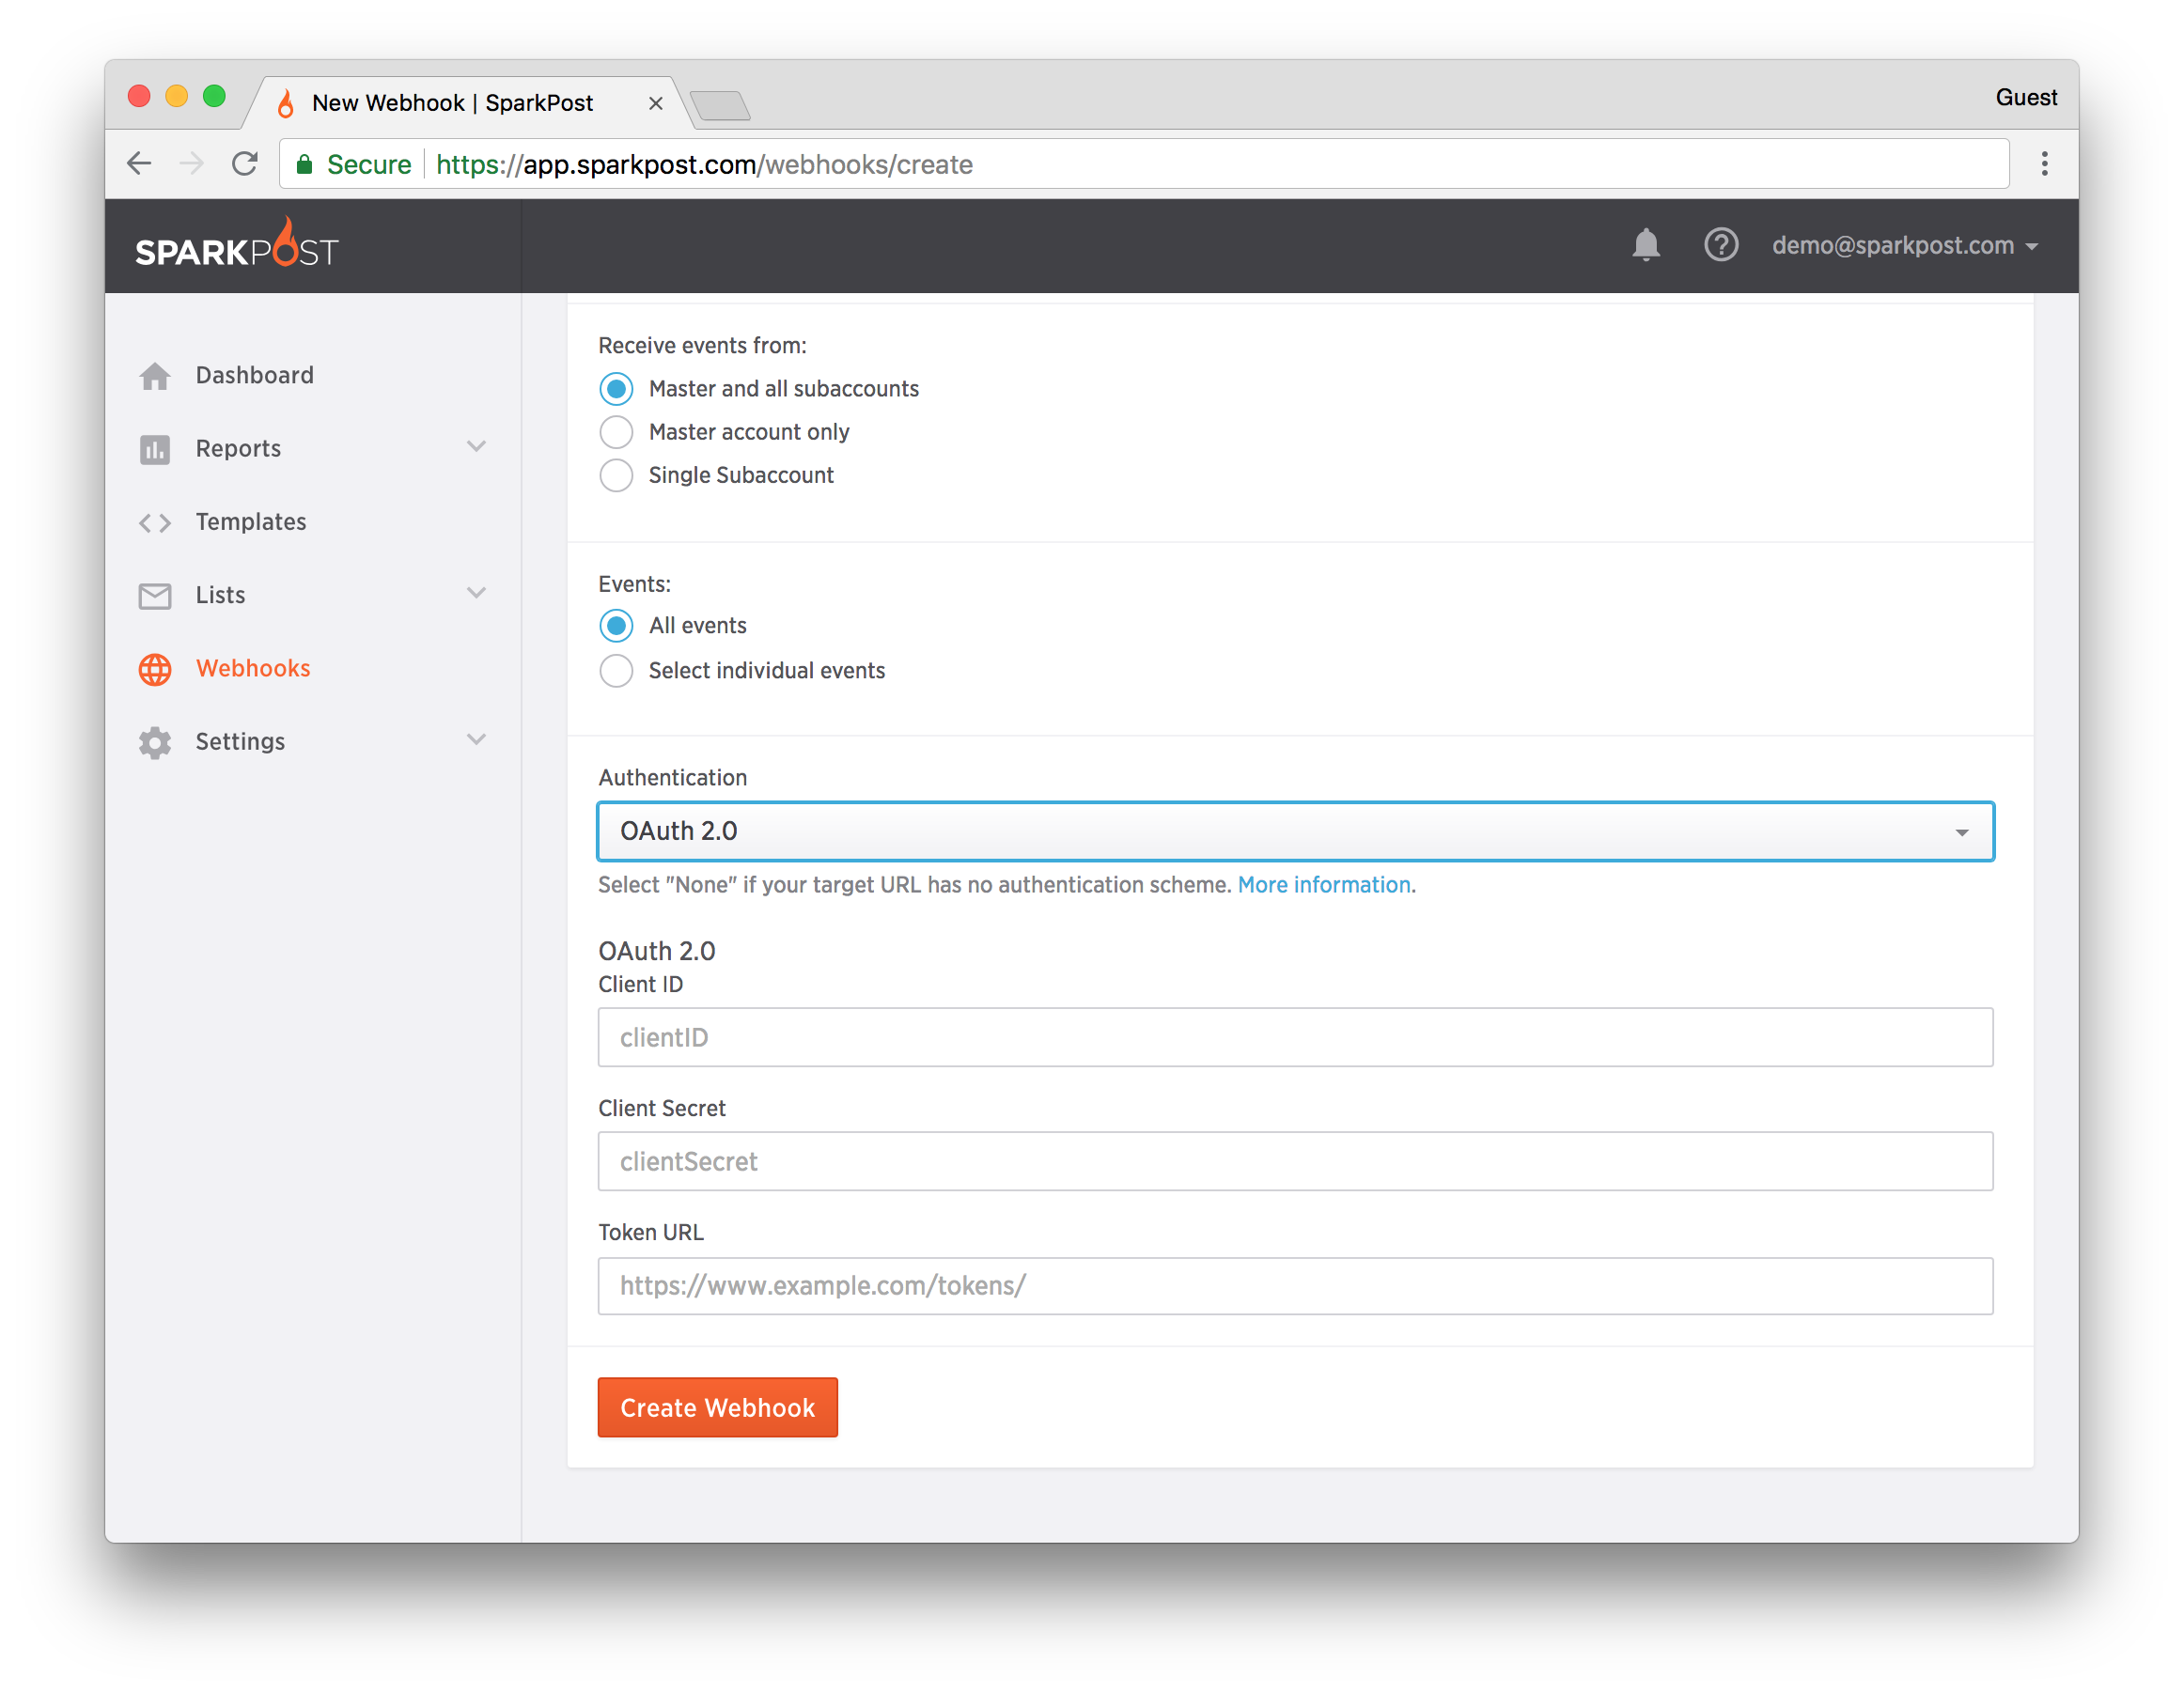 New Webhook | SparkPost
Guest
Secure
https://app.sparkpost.com/webhooks/create
SPARKPOST
demo@sparkpost.com
Dashboard
Reports
Templates
Lists
Webhooks
Settings
Receive events from:
Master and all subaccounts
Master account only
Single Subaccount
Events:
All events
Select individual events
Authentication
OAuth 2.0
Select "None" if your target URL has no authentication scheme. More information.
OAuth 2.0
Client ID
clientID
Client Secret
clientSecret
Token URL
https://www.example.com/tokens/
Create Webhook